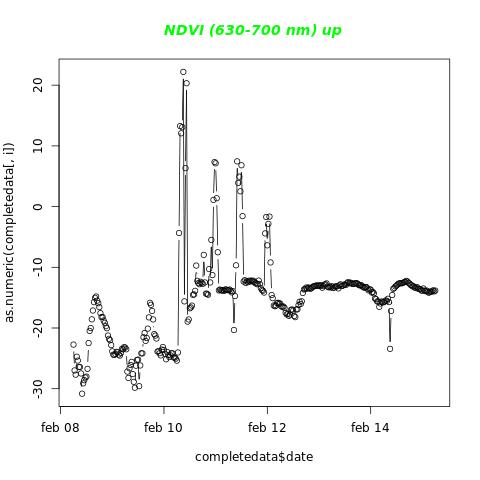 NDVI (630-700 nm) up
as.numeric(completedata[, i])
20
10
0
-10
-20
-30
feb 08 feb 10 feb 12 feb 14
completedata$date